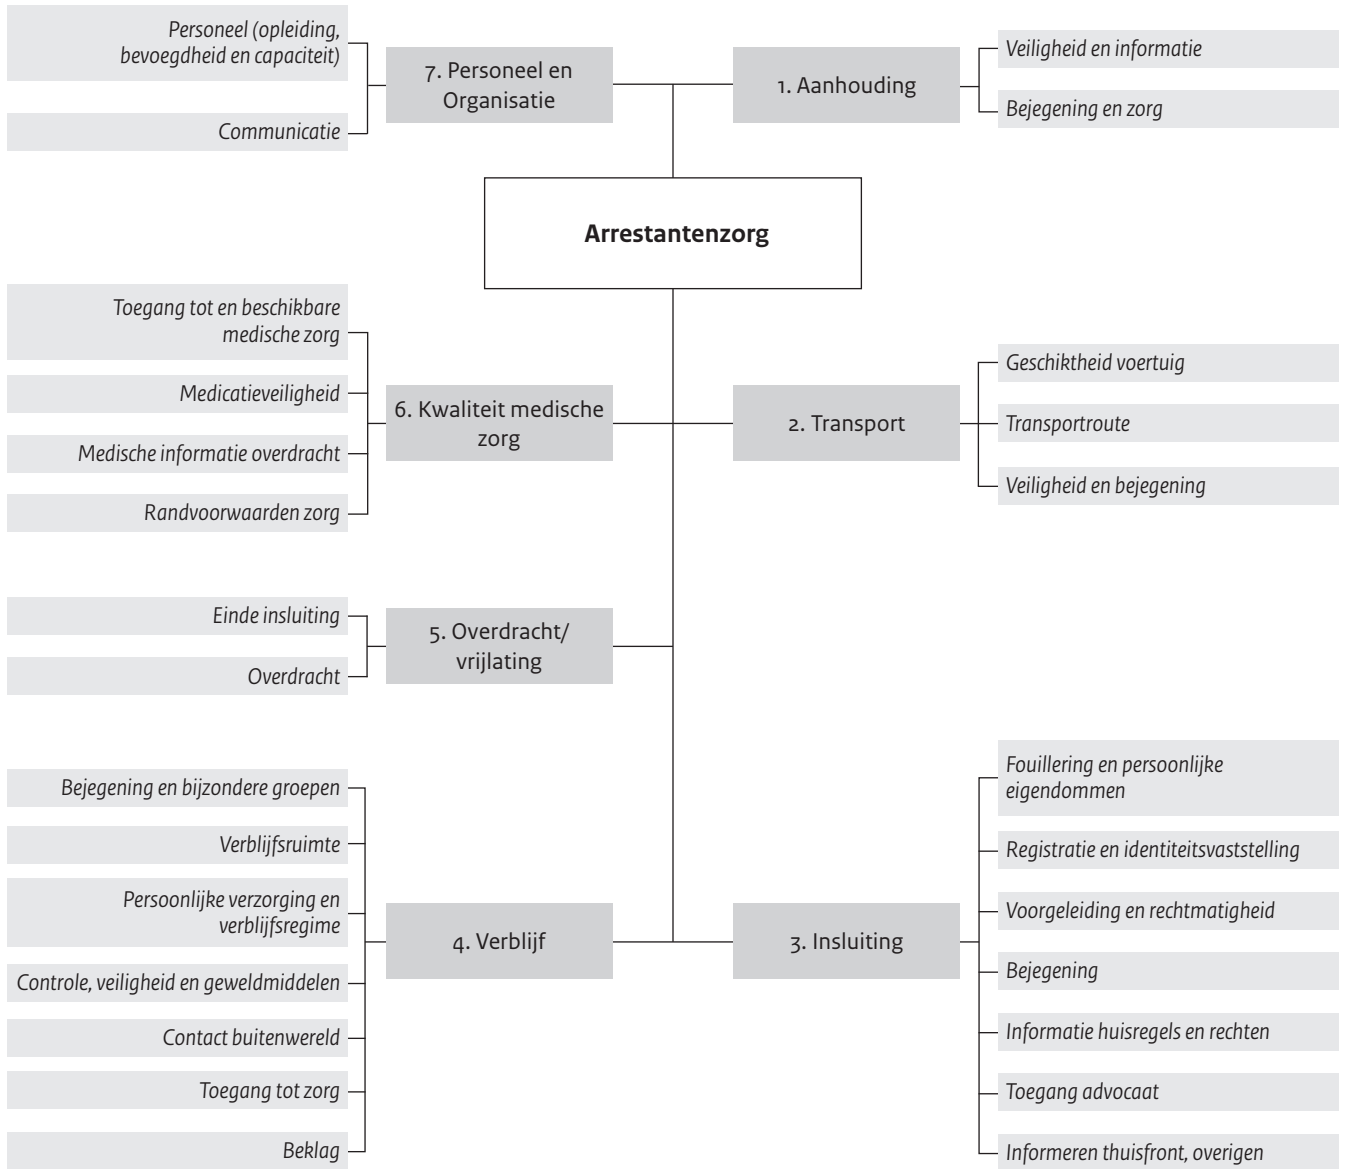 Personeel (opleiding,
bevoegdheid en capaciteit)
Communicatie
7. Personeel en
Organisatie
1. Aanhouding
Veiligheid en informatie
Bejegening en zorg
Arrestantenzorg
Toegang tot en beschikbare
medische zorg
Medicatieveiligheid
Medische informatie overdracht
Randvoorwaarden zorg
6. Kwaliteit medische
zorg
2. Transport
Geschiktheid voertuig
Transportroute
Veiligheid en bejegening
Einde insluiting
Overdracht
5. Overdracht/
vrijlating
Bejegening en bijzondere groepen
Verblijfsruimte
Persoonlijke verzorging en
verblijfsregime
Controle, veiligheid en geweldmiddelen
Contact buitenwereld
Toegang tot zorg
Beklag
4. Verblijf
3. Insluiting
Fouillering en persoonlijke
eigendommen
Registratie en identiteitsvaststelling
Voorgeleiding en rechtmatigheid
Bejegening
Informatie huisregels en rechten
Toegang advocaat
Informeren thuisfront, overigen